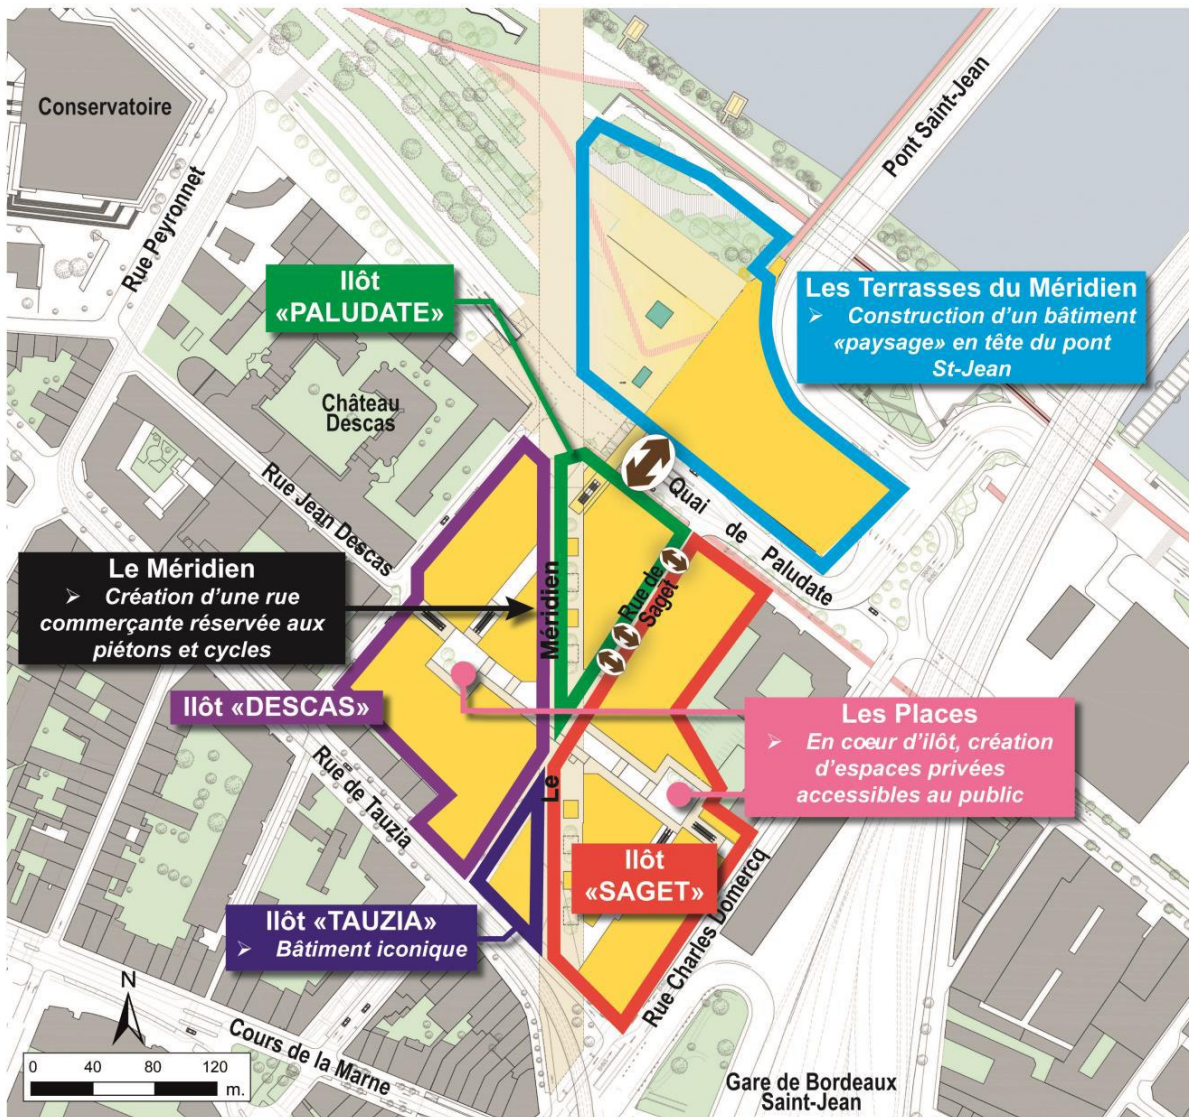 Conservatoire
Rue Peyronnet
Pont Saint-Jean
Ilôt
«PALUDATE»
Les Terrasses du Méridien
➢ Construction d'un bâtiment
«paysage» en tête du pont
St-Jean
Château
Descas
Rue Jean Descas
Quai de Paludate
Le Méridien
➢ Création d'une rue
commerçante réservée aux
piétons et cycles
Le Méridien
Rue de
Saget
Ilôt «DESCAS»
Les Places
➢ En coeur d'ilôt, création
d'espaces privées
accessibles au public
Rue de Tauzia
Ilôt
«SAGET»
Ilôt «TAUZIA»
➢ Bâtiment iconique
Rue Charles Domercq
N
Cours de la Marne
0 40 80 120
m.
Gare de Bordeaux
Saint-Jean